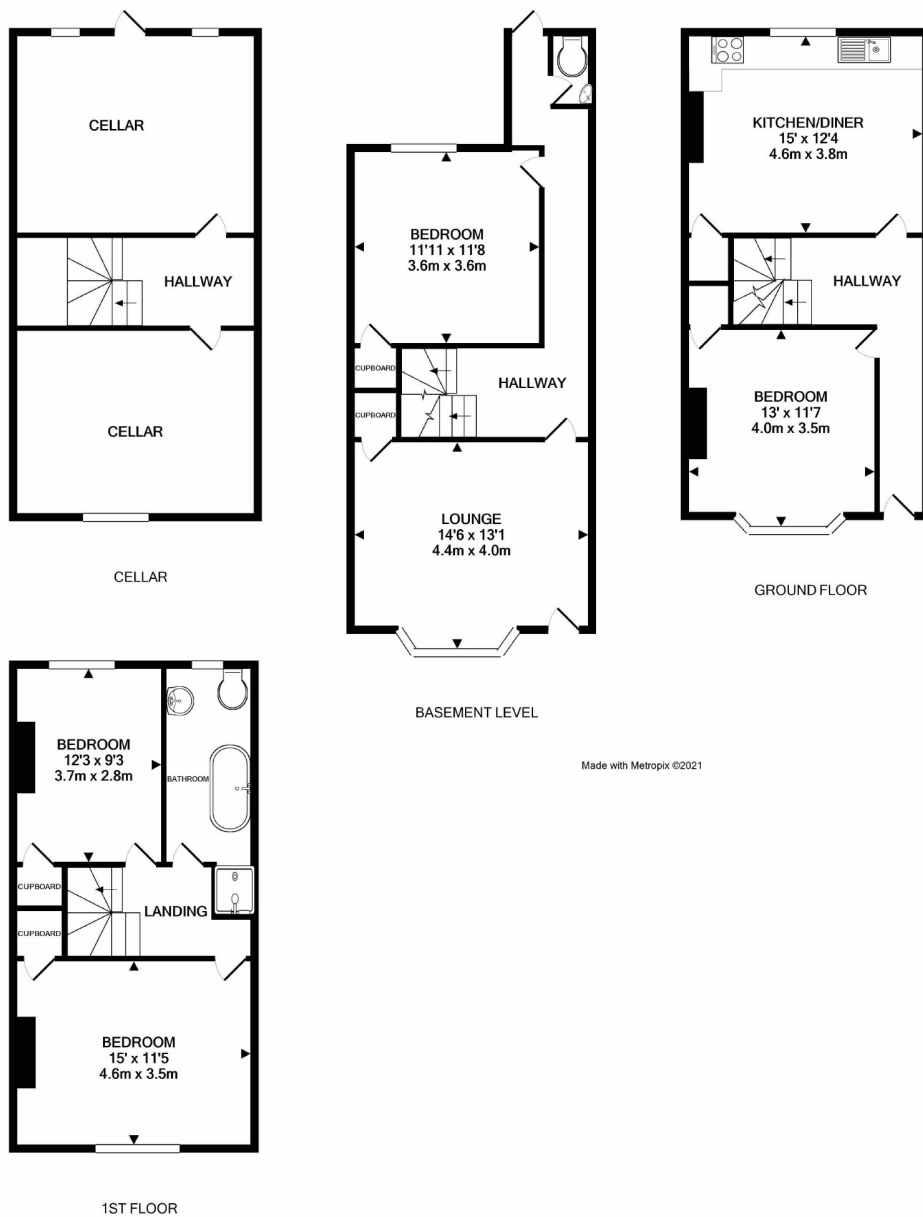 CELLAR
HALLWAY
CELLAR
CELLAR
BEDROOM
11'11 x 11'8
3.6m x 3.6m
CUPBOARD
CUPBOARD
HALLWAY
LOUNGE
14'6 x 13'1
4.4m x 4.0m
BASEMENT LEVEL
KITCHEN/DINER
15' x 12'4
4.6m x 3.8m
HALLWAY
BEDROOM
13' x 11'7
4.0m x 3.5m
GROUND FLOOR
BEDROOM
12'3 x 9'3
3.7m x 2.8m
BATHROOM
CUPBOARD
CUPBOARD
LANDING
BEDROOM
15' x 11'5
4.6m x 3.5m
1ST FLOOR
Made with Metropix ©2021